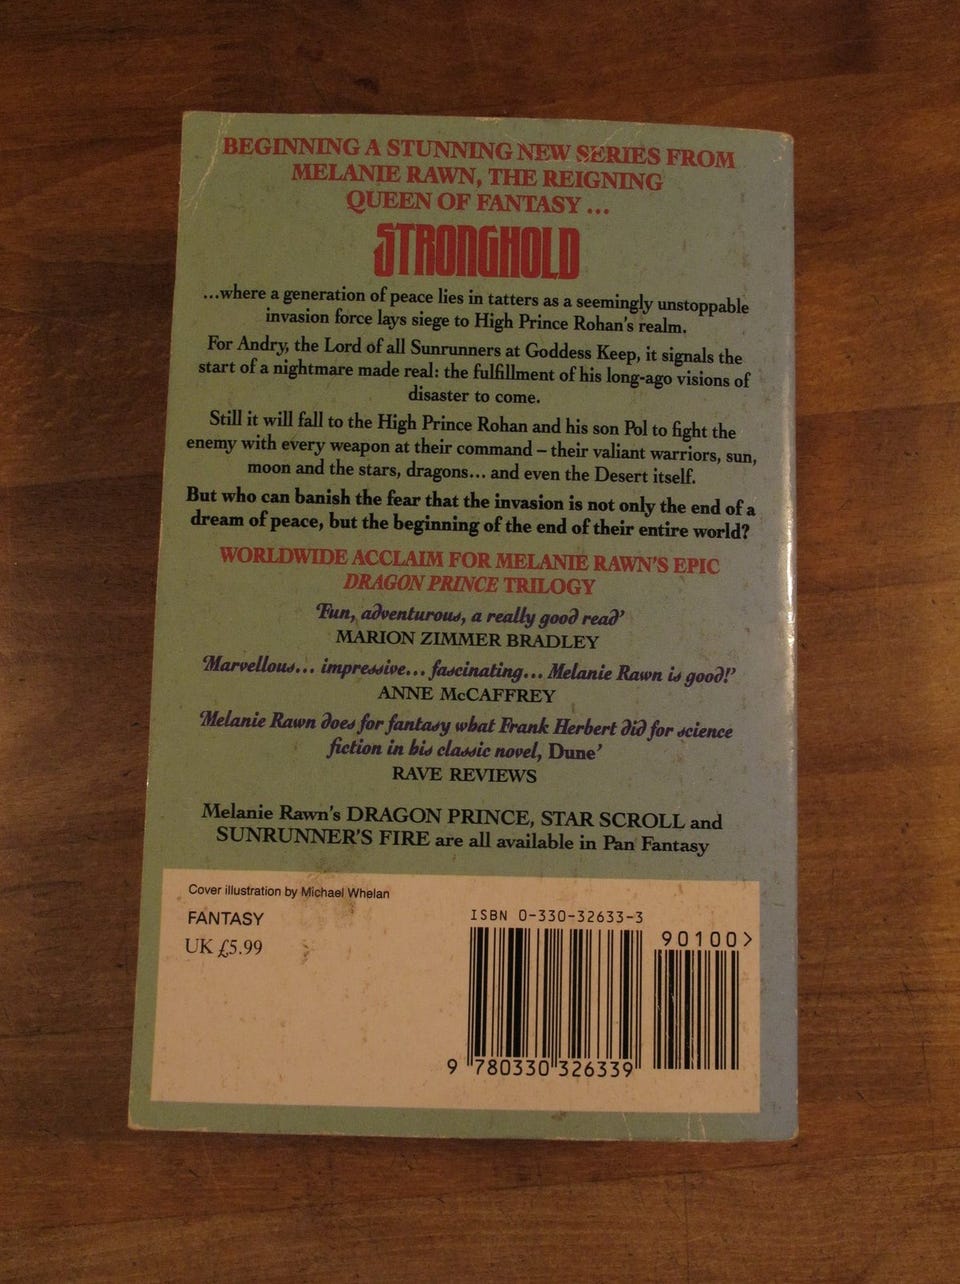 BEGINNING A STUNNING NEW SERIES FROM
MELANIE RAWN, THE REIGNING
QUEEN OF FANTASY...
STRONGHOLD
...where a generation of peace lies in tatters as a seemingly unstoppable
invasion force lays siege to High Prince Rohan's realm.
For Andry, the Lord of all Sunrunners at Goddess Keep, it signals the
start of a nightmare made real: the fulfillment of his long-ago visions of
disaster to come.
Still it will fall to the High Prince Rohan and his son Pol to fight the
enemy with every weapon at their command – their valiant warriors, sun,
moon and the stars, dragons... and even the Desert itself.
But who can banish the fear that the invasion is not only the end of a
dream of peace, but the beginning of the end of their entire world?
WORLDWIDE ACCLAIM FOR MELANIE RAWN'S EPIC
DRAGON PRINCE TRILOGY
'Fun, adventurous, a really good read'
MARION ZIMMER BRADLEY
'Marvellous... impressive... fascinating... Melanie Rawn is good!'
ANNE McCAFFREY
'Melanie Rawn does for fantasy what Frank Herbert did for science
fiction in his classic novel, Dune'
RAVE REVIEWS
Melanie Rawn's DRAGON PRINCE, STAR SCROLL and
SUNRUNNER'S FIRE are all available in Pan Fantasy
Cover illustration by Michael Whelan
FANTASY
UK £5.99
ISBN 0-330-32633-3
90100>
9 780330 326339